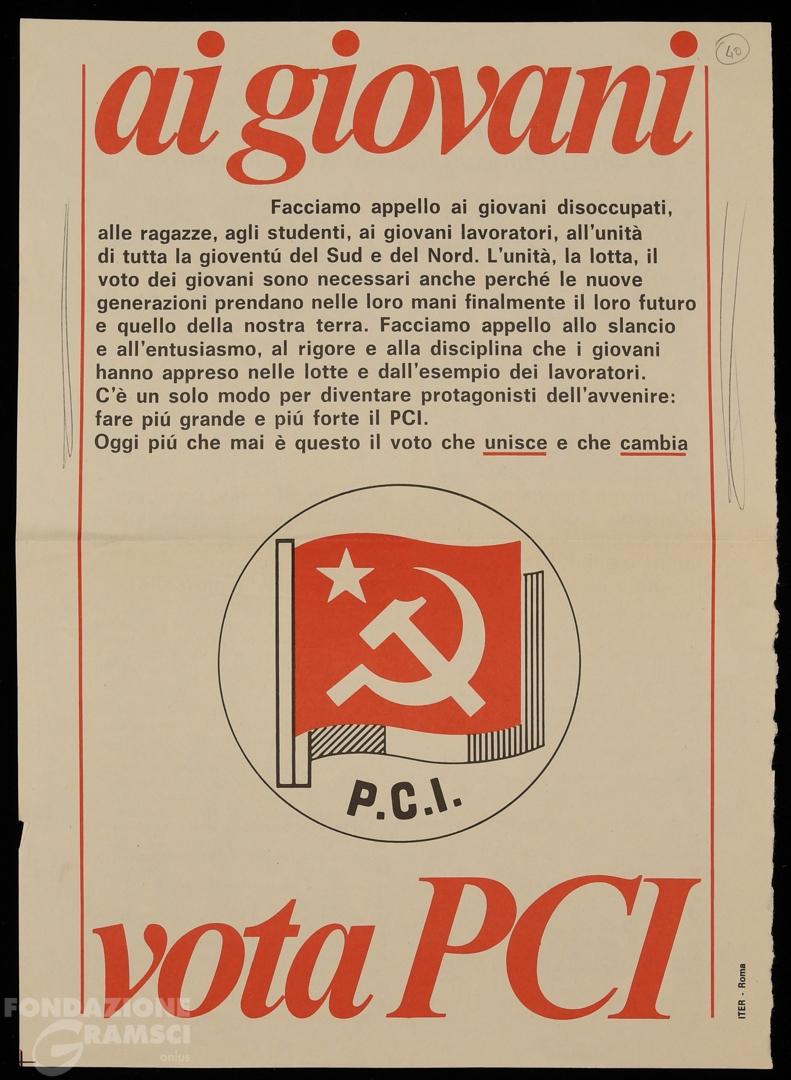 40
ai giovani
Facciamo appello ai giovani disoccupati,
alle ragazze, agli studenti, ai giovani lavoratori, all'unità
di tutta la gioventú del Sud e del Nord. L'unità, la lotta, il
voto dei giovani sono necessari anche perché le nuove
generazioni prendano nelle loro mani finalmente il loro futuro
e quello della nostra terra. Facciamo appello allo slancio
e all'entusiasmo, al rigore e alla disciplina che i giovani
hanno appreso nelle lotte e dall'esempio dei lavoratori.
C'è un solo modo per diventare protagonisti dell'avvenire:
fare piú grande e piú forte il PCI.
Oggi piú che mai è questo il voto che unisce e che cambia
P.C.I.
vota PCI
ITER - Roma
FONDAZIONE
GRAMSCI
onlus